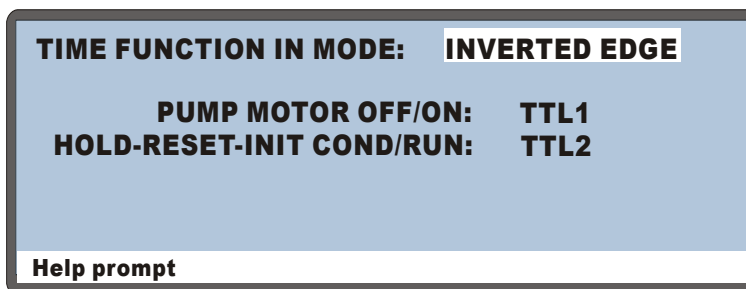 TIME FUNCTION IN MODE: INVERTED EDGE
PUMP MOTOR OFF/ON: TTL1
HOLD-RESET-INIT COND/RUN: TTL2
Help prompt